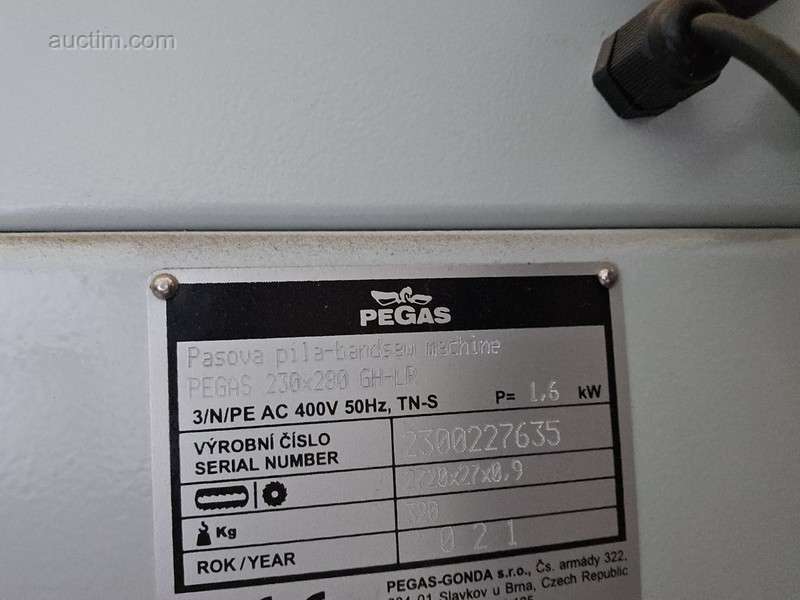 auctim.com
PEGAS
Pasova pila-bandsaw machine
PEGAS 230x280 GH-LR
3/N/PE AC 400V 50Hz, TN-S P= 1,6 kW
VÝROBNÍ ČÍSLO
SERIAL NUMBER 2300227635
2720x27x0,9
Kg
ROK/YEAR 021
PEGAS-GONDA s.r.o., Čs. armády 322,
01 Slavkov u Brna, Czech Republic